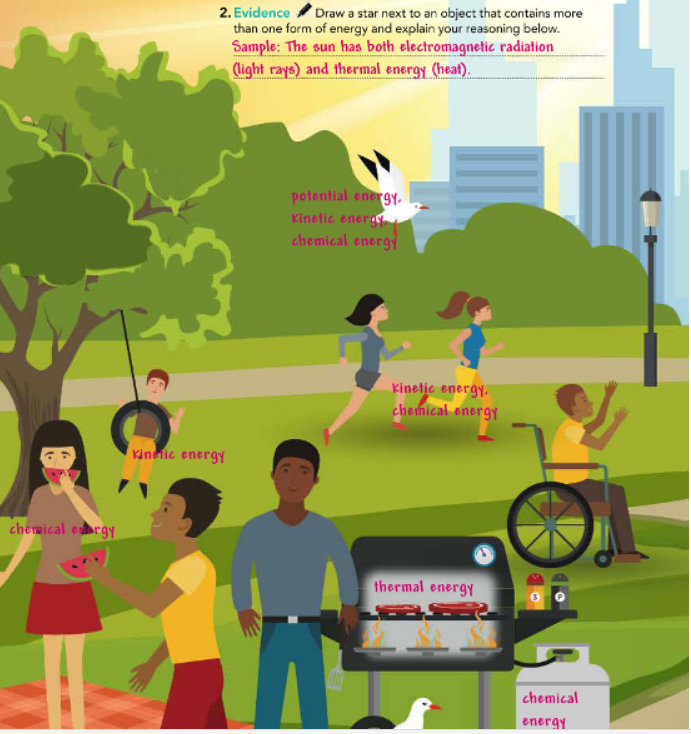 2. Evidence Draw a star next to an object that contains more
than one form of energy and explain your reasoning below.
Sample: The sun has both electromagnetic radiation
(light rays) and thermal energy (heat).
potential energy,
Kinetic energy,
chemical energy
Kinetic energy,
chemical energy
Kinetic energy
chemical energy
thermal energy
S P
chemical
energy